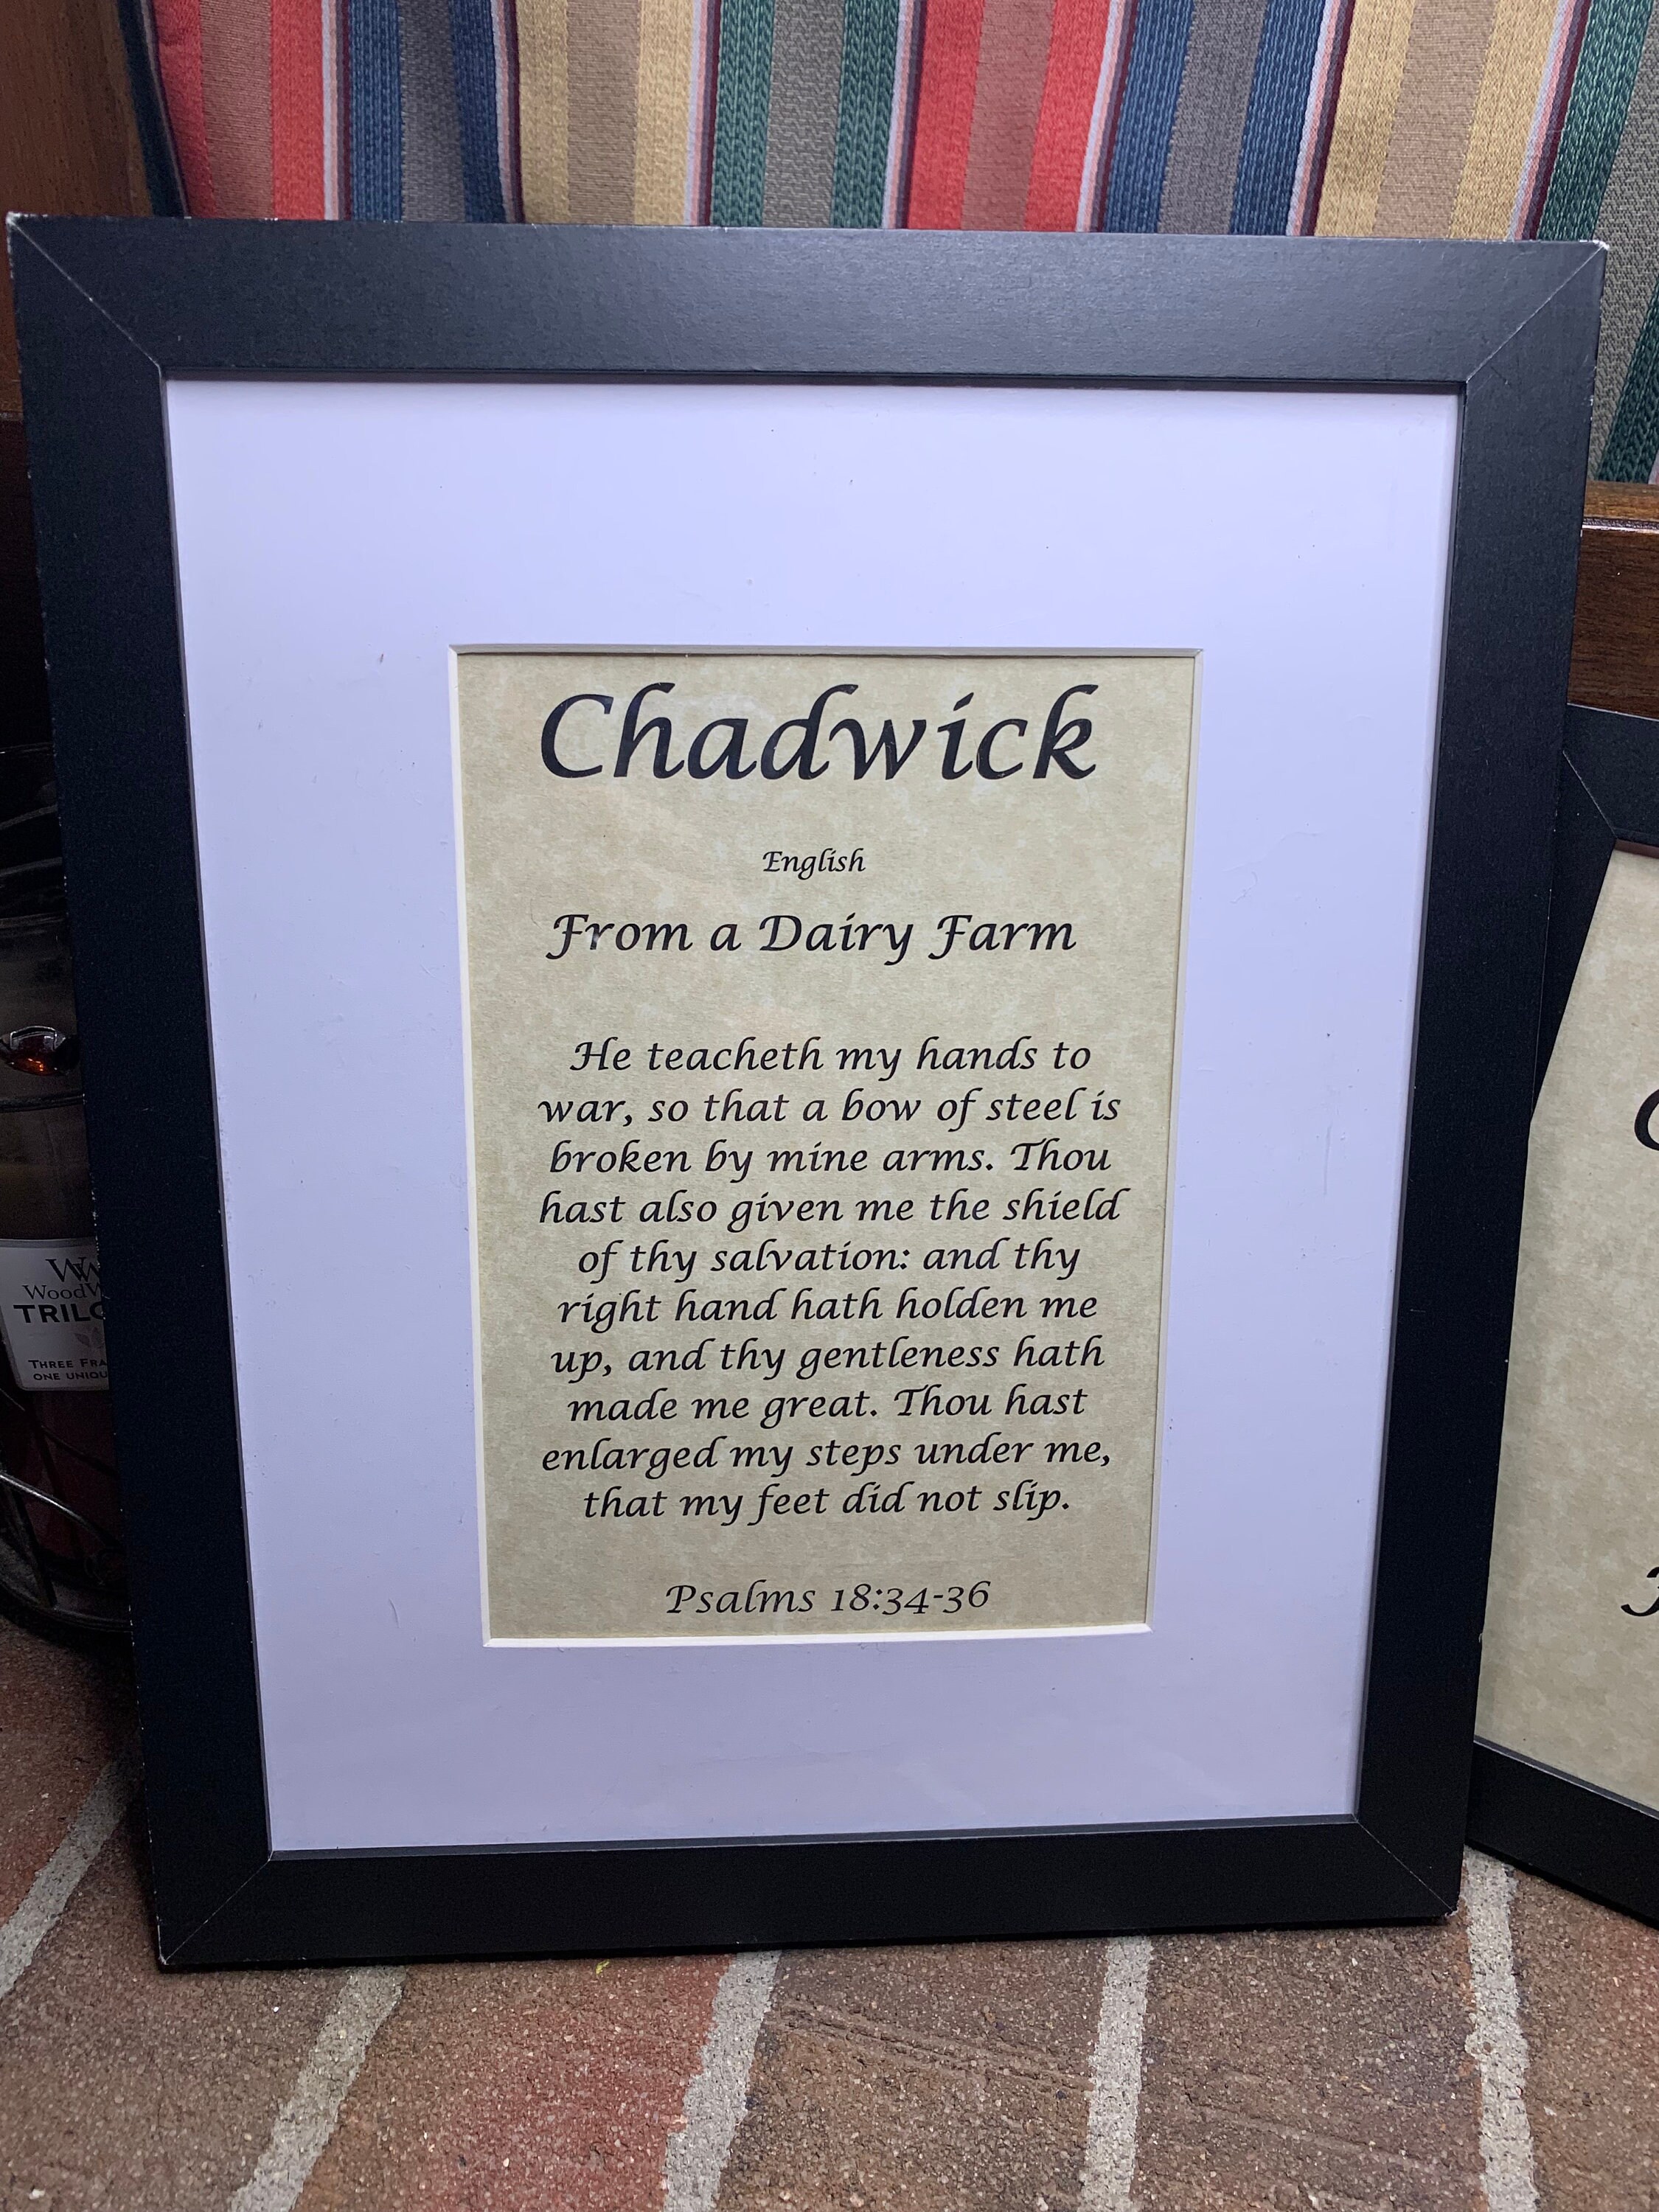 Chadwick
English
From a Dairy Farm
He teacheth my hands to
war, so that a bow of steel is
broken by mine arms. Thou
hast also given me the shield
of thy salvation: and thy
right hand hath holden me
up, and thy gentleness hath
made me great. Thou hast
enlarged my steps under me,
that my feet did not slip.
Psalms 18:34-36
THREE
ONE